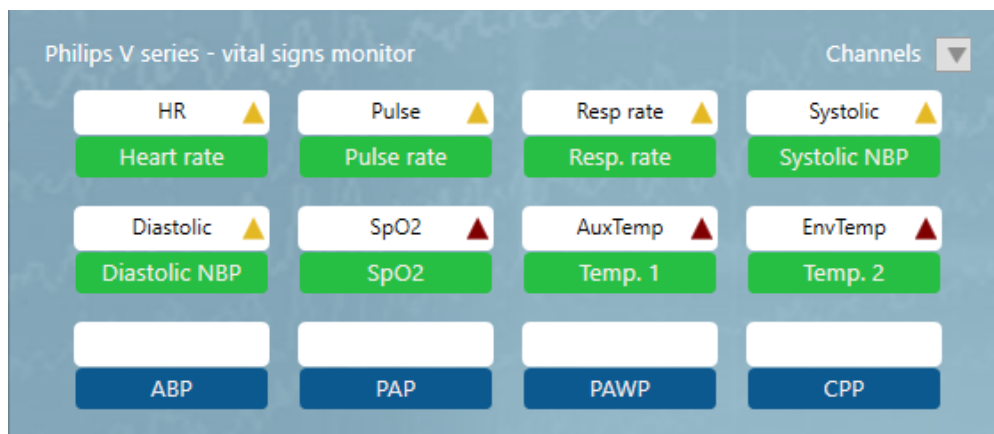 Philips V series - vital signs monitor
Channels
HR Pulse Resp rate Systolic
Heart rate Pulse rate Resp. rate Systolic NBP
Diastolic SpO2 AuxTemp EnvTemp
Diastolic NBP SpO2 Temp. 1 Temp. 2
ABP PAP PAWP CPP